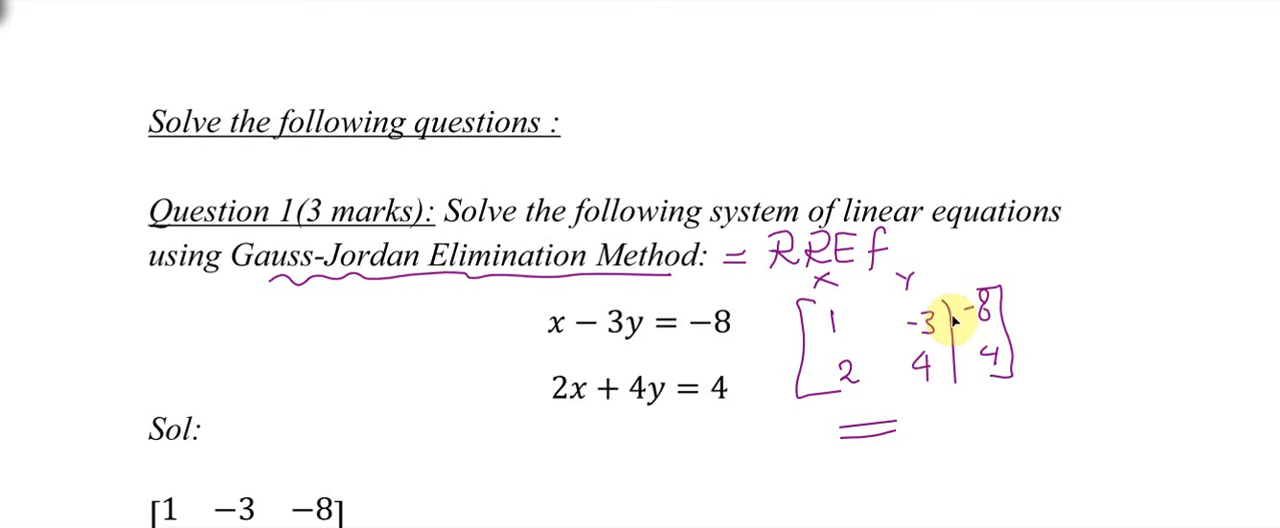 Solve the following questions :
Question 1(3 marks): Solve the following system of linear equations
using Gauss-Jordan Elimination Method: = RREf
x y
x − 3y = −8 [1 -3 | -8]
2x + 4y = 4 [2 4 | 4]
Sol:
[1 −3 −8]